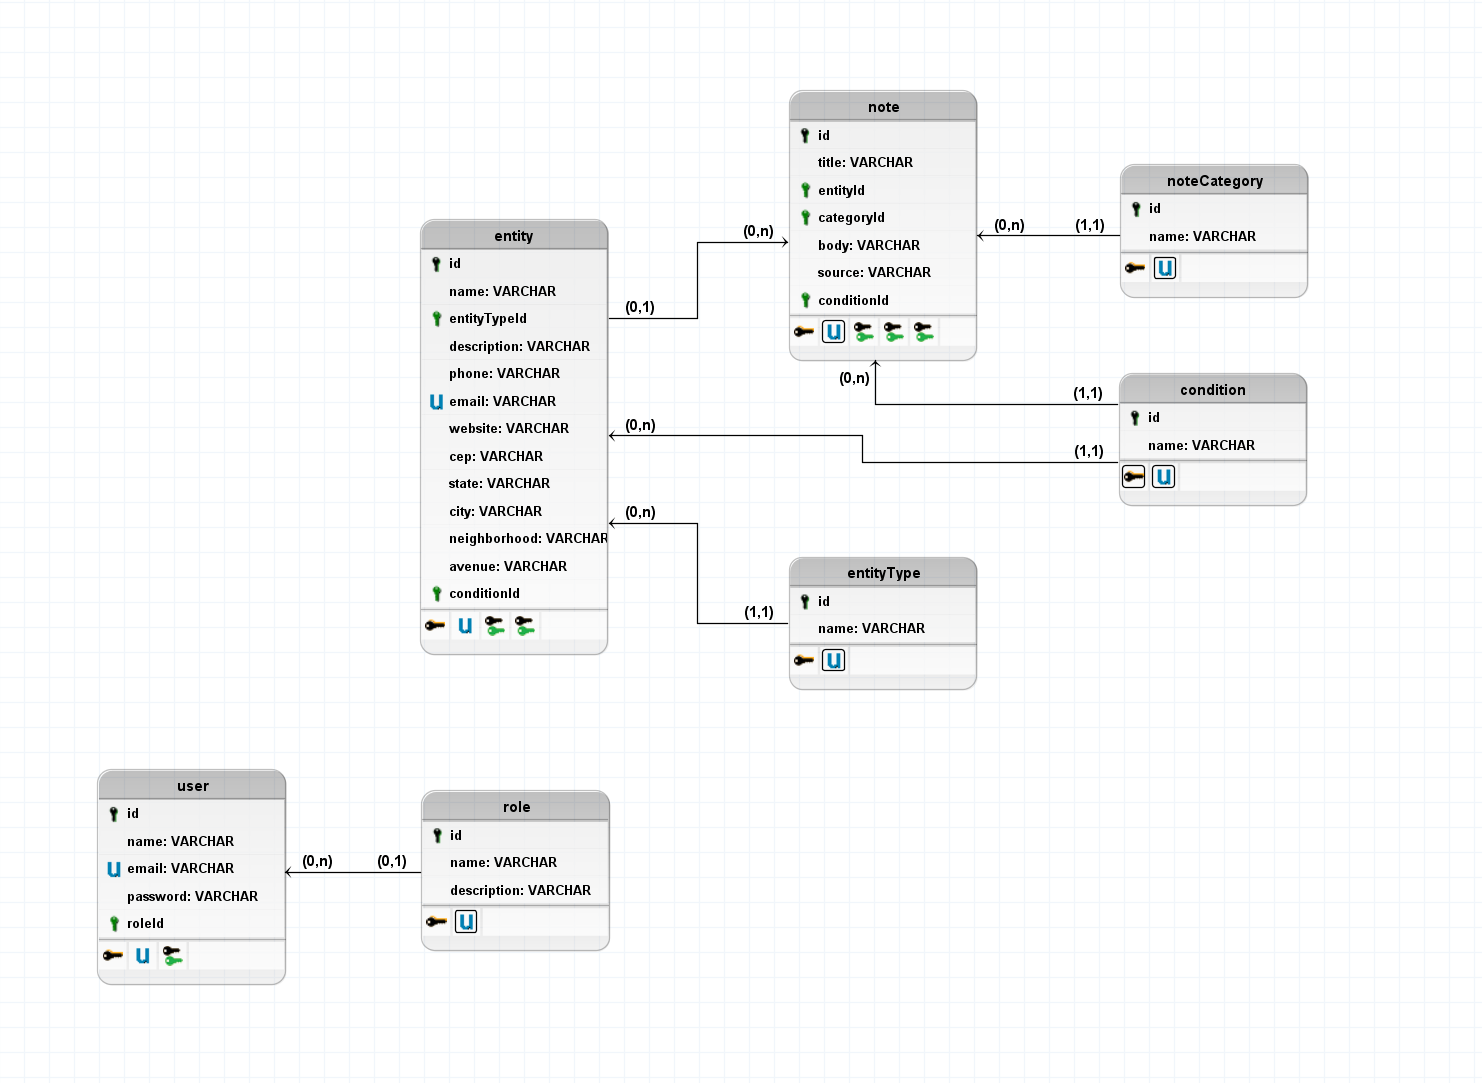 note
id
title: VARCHAR
entityId
categoryId
body: VARCHAR
source: VARCHAR
conditionId
U
noteCategory
id
name: VARCHAR
U
(0,n)
(1,1)
entity
id
name: VARCHAR
entityTypeId
description: VARCHAR
phone: VARCHAR
U email: VARCHAR
website: VARCHAR
cep: VARCHAR
state: VARCHAR
city: VARCHAR
neighborhood: VARCHAR
avenue: VARCHAR
conditionId
U
(0,n)
(0,1)
(0,n)
(1,1)
(0,n)
(1,1)
condition
id
name: VARCHAR
U
(0,n)
(1,1)
entityType
id
name: VARCHAR
U
user
id
name: VARCHAR
U email: VARCHAR
password: VARCHAR
roleId
U
(0,n)
(0,1)
role
id
name: VARCHAR
description: VARCHAR
U